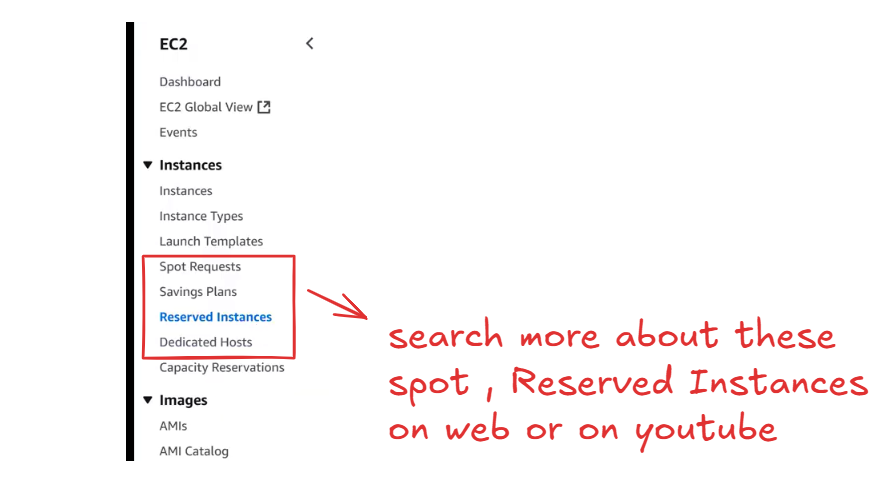 EC2
Dashboard
EC2 Global View
Events
Instances
Instances
Instance Types
Launch Templates
Spot Requests
Savings Plans
Reserved Instances
Dedicated Hosts
Capacity Reservations
Images
AMIs
AMI Catalog
search more about these
spot , Reserved Instances
on web or on youtube